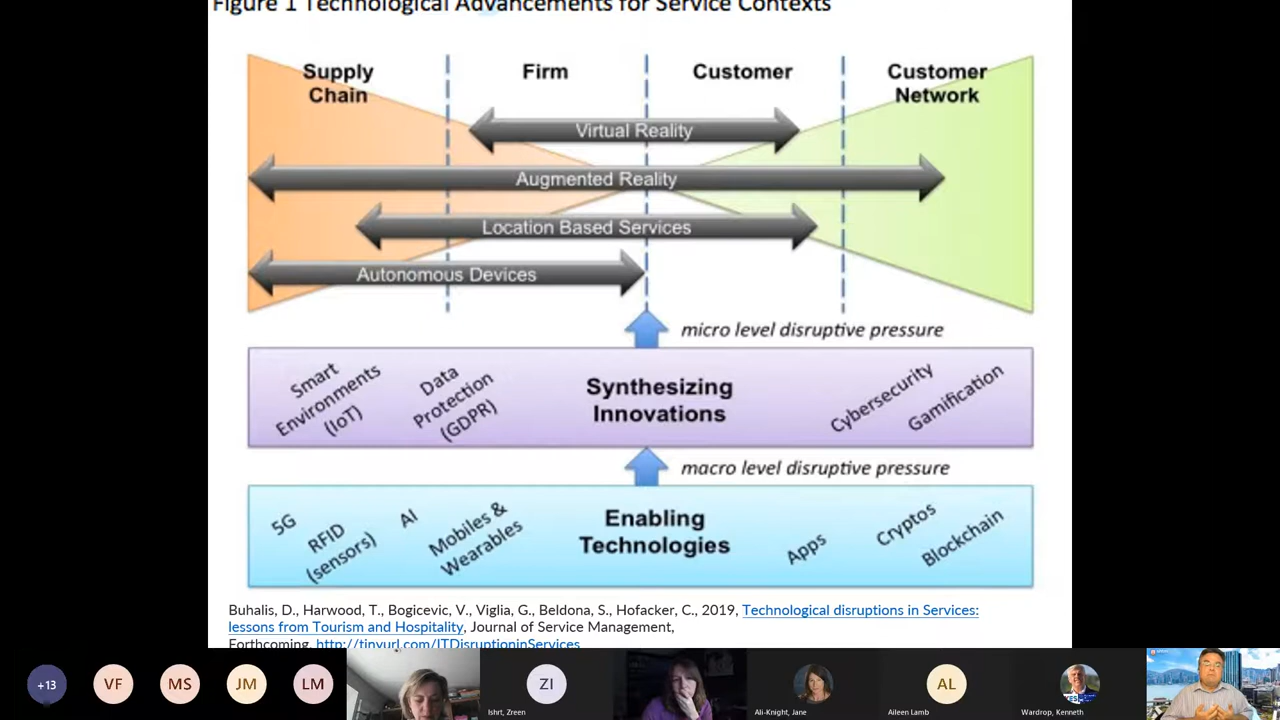 Figure 1 Technological Advancements for Service Contexts
Supply
Chain
Firm
Customer
Customer
Network
Virtual Reality
Augmented Reality
Location Based Services
Autonomous Devices
micro level disruptive pressure
Smart
Environments
(IoT)
Data
Protection
(GDPR)
Synthesizing
Innovations
Cybersecurity
Gamification
macro level disruptive pressure
5G
RFID
(sensors)
AI
Mobiles &
Wearables
Enabling
Technologies
Apps
Cryptos
Blockchain
Buhalis, D., Harwood, T., Bogicevic, V., Viglia, G., Beldona, S., Hofacker, C., 2019, Technological disruptions in Services:
lessons from Tourism and Hospitality, Journal of Service Management,
Forthcoming. http://tinyurl.com/ITDisruptioninServices
+13
VF
MS
JM
LM
ZI
Ishrt, Zreen
Ali-Knight, Jane
AL
Aileen Lamb
Wardrop, Kenneth